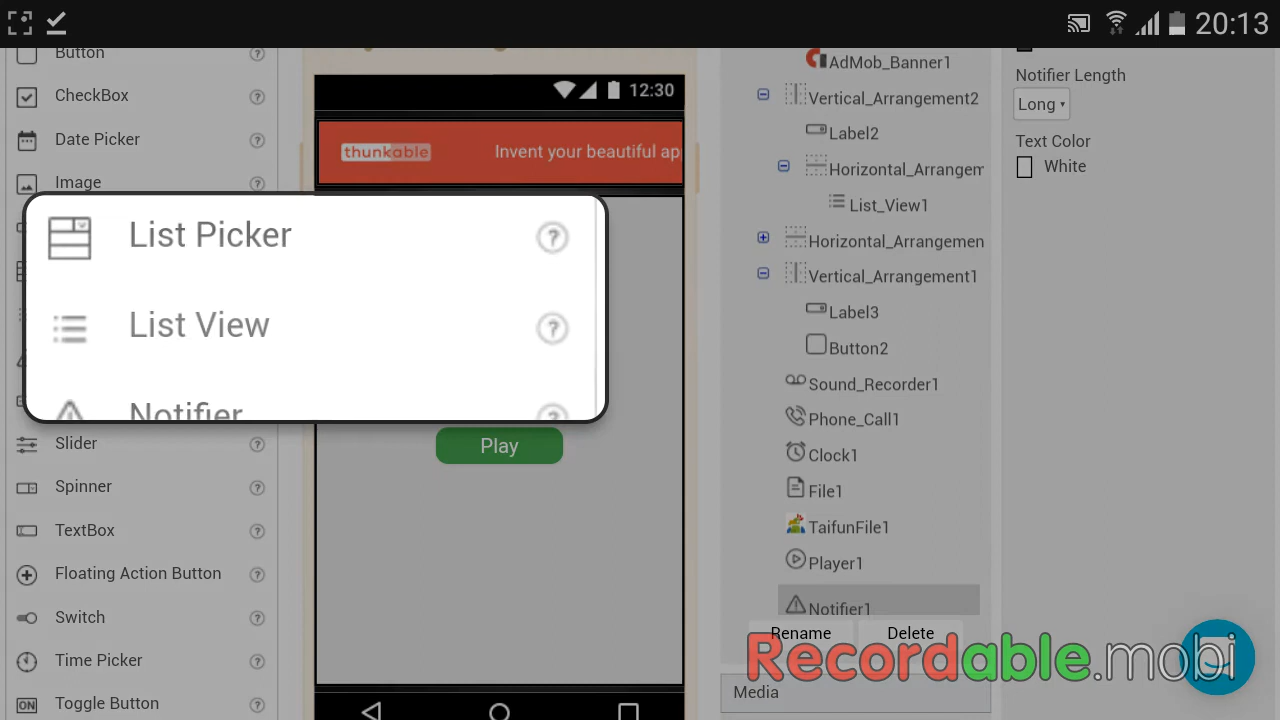 20:13
Button
CheckBox
Date Picker
Image
List Picker
List View
Notifier
Slider
Spinner
TextBox
Floating Action Button
Switch
Time Picker
ON Toggle Button
12:30
thunkable
Invent your beautiful ap
Play
AdMob_Banner1
Vertical_Arrangement2
Label2
Horizontal_Arrangem
List_View1
Horizontal_Arrangemen
Vertical_Arrangement1
Label3
Button2
Sound_Recorder1
Phone_Call1
Clock1
File1
TaifunFile1
Player1
Notifier1
Rename Delete
Media
Notifier Length
Long
Text Color
White
Recordable.mobi